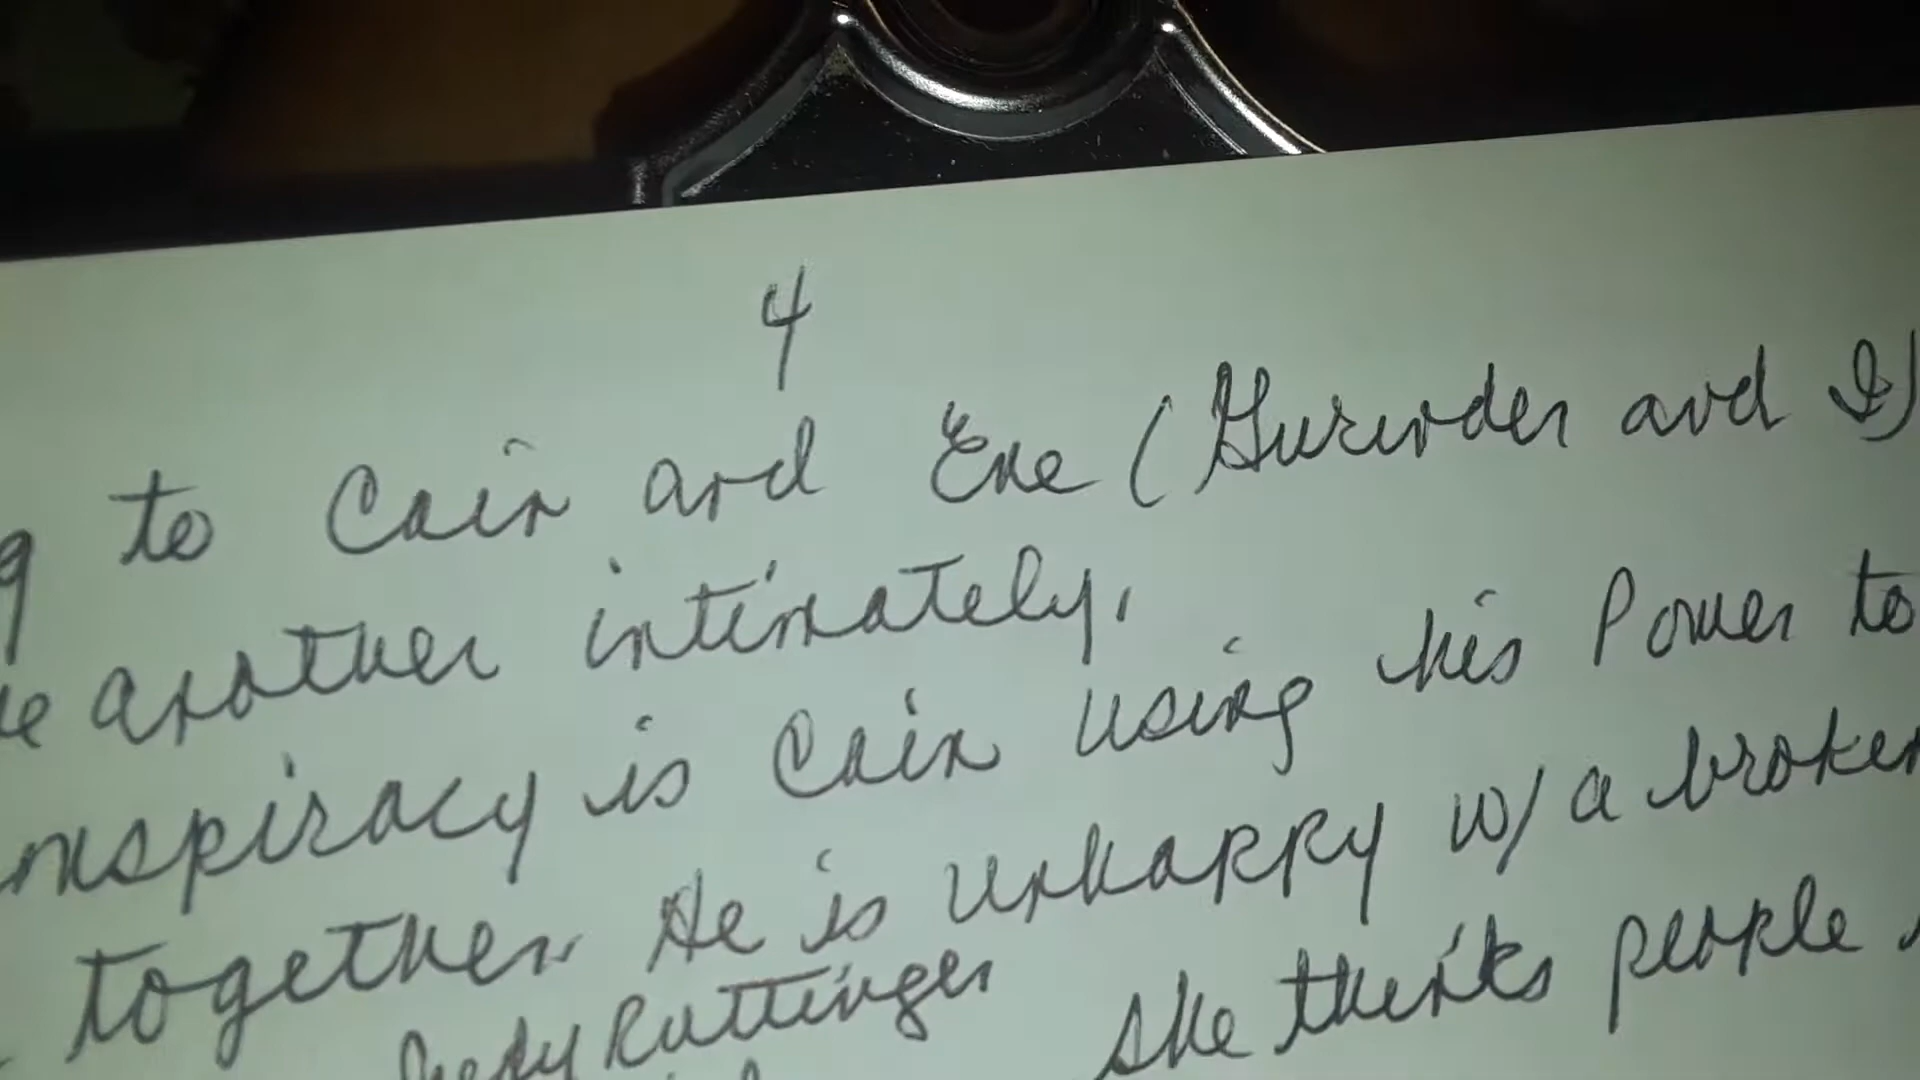 4
to Cain and Eve (Gurinder and I)
another intimately.
nspiracy is Cain using his Power to
together. He is unhappy w/ a broken
Ruttinger she thinks people